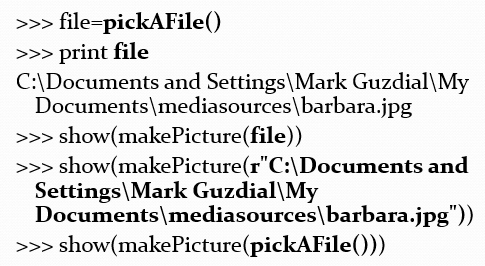 >>> file=pickAFile()
>>> print file
C:\Documents and Settings\Mark Guzdial\My
Documents\mediasources\barbara.jpg
>>> show(makePicture(file))
>>> show(makePicture(r"C:\Documents and
Settings\Mark Guzdial\My
Documents\mediasources\barbara.jpg"))
>>> show(makePicture(pickAFile()))